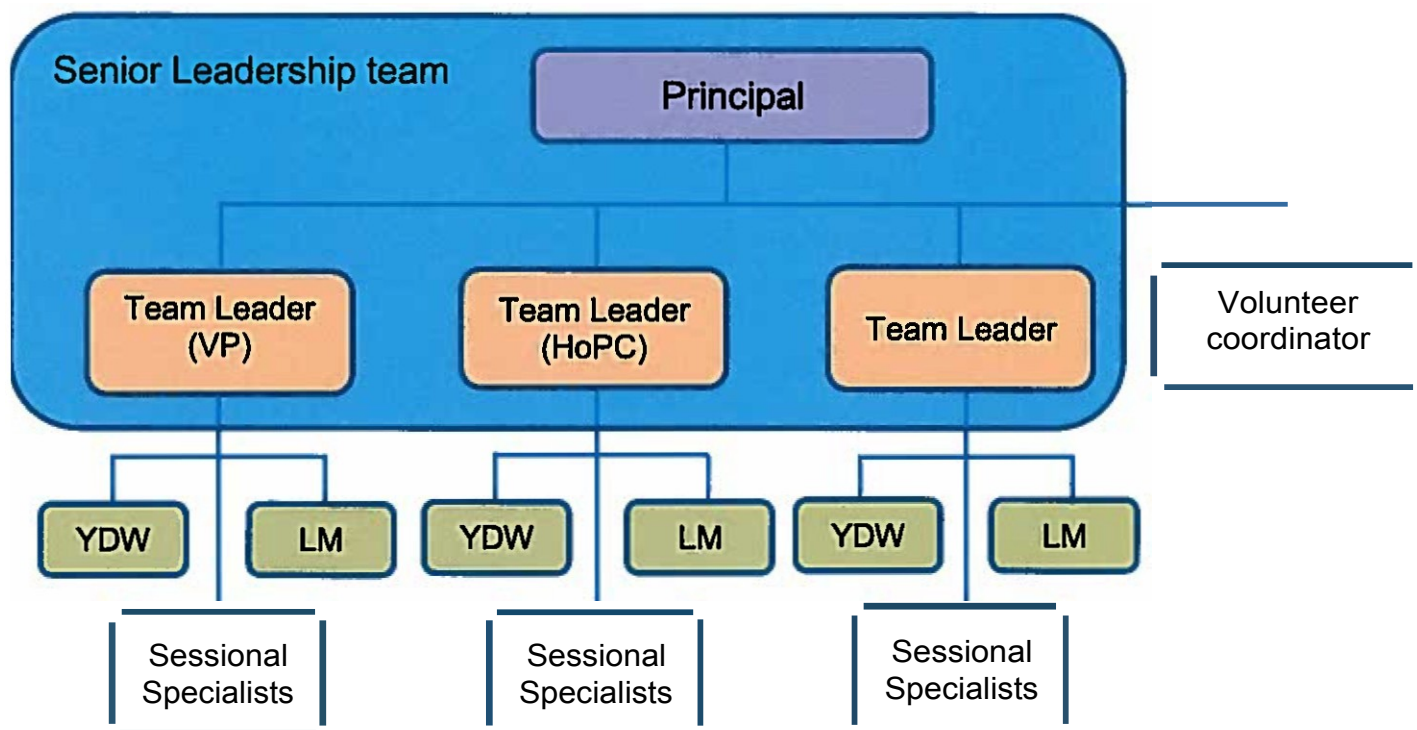 Senior Leadership team
Principal
Team Leader
(VP)
Team Leader
(HoPC)
Team Leader
Volunteer
coordinator
YDW
LM
YDW
LM
YDW
LM
Sessional
Specialists
Sessional
Specialists
Sessional
Specialists